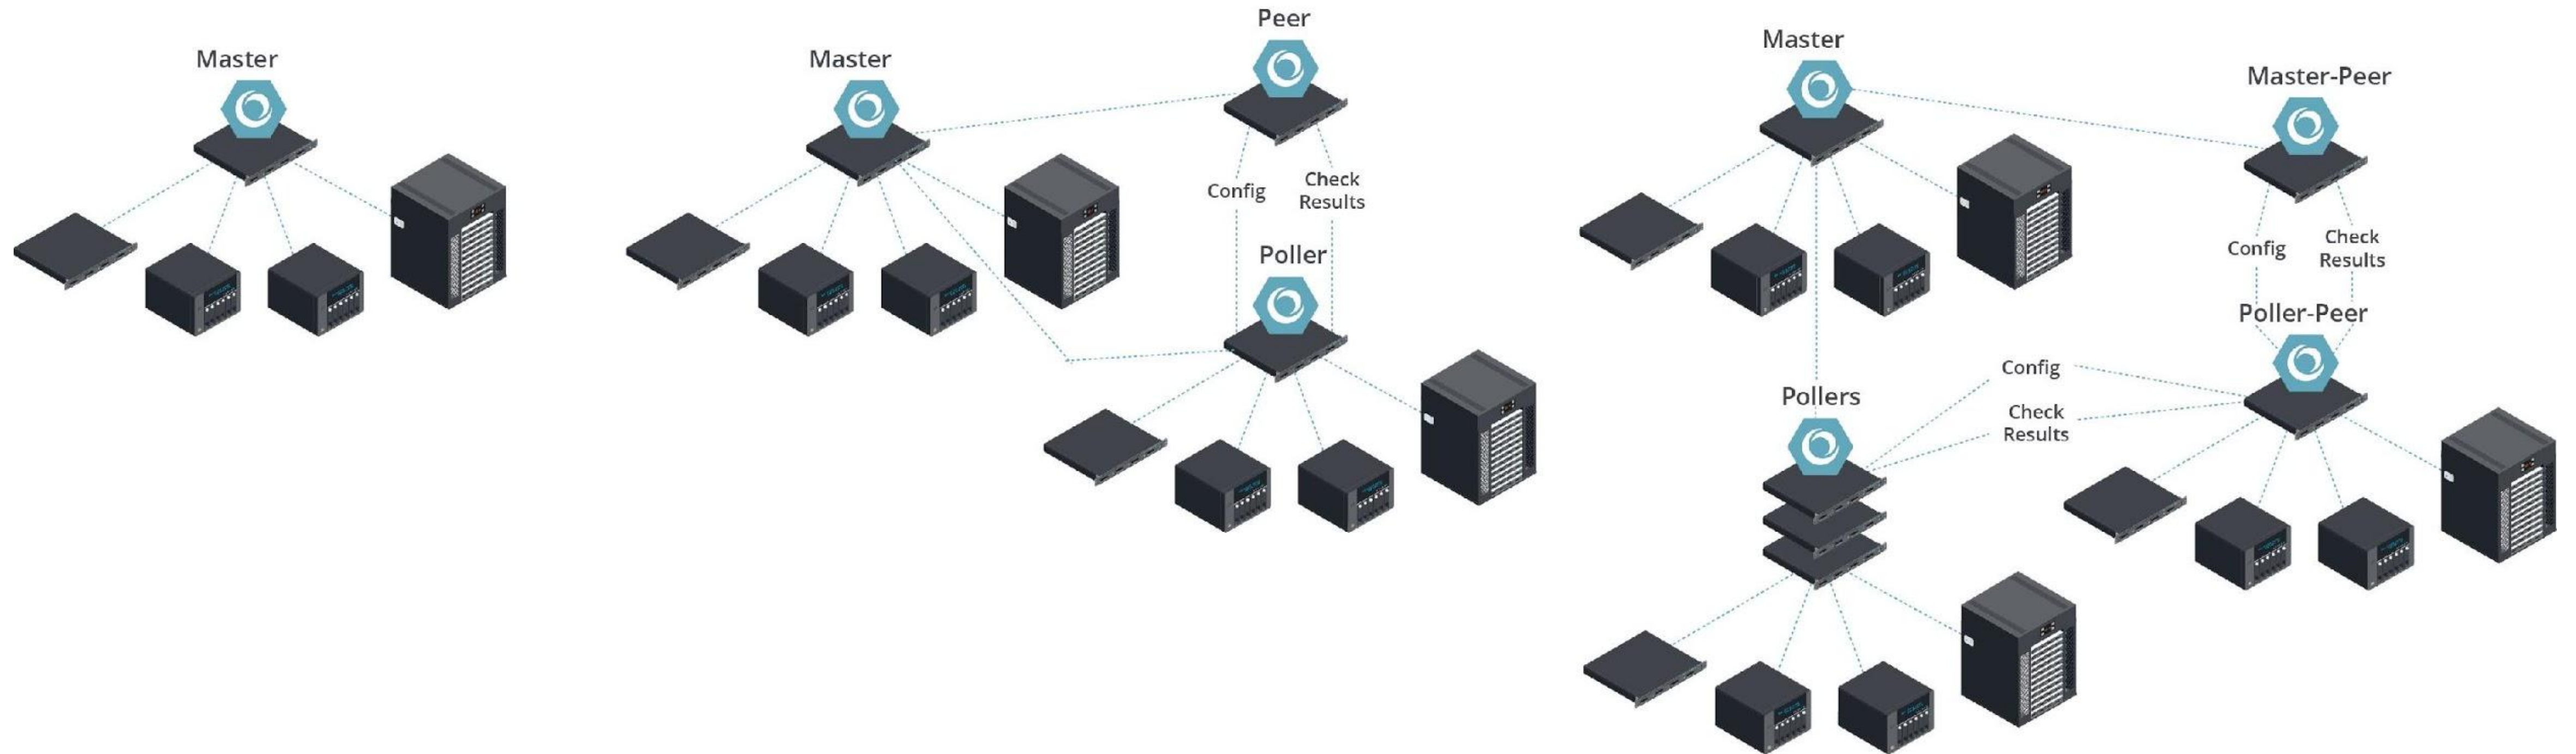 Master
Master
Peer
Config
Check
Results
Poller
Master
Master-Peer
Config
Check
Results
Poller-Peer
Config
Check
Results
Pollers